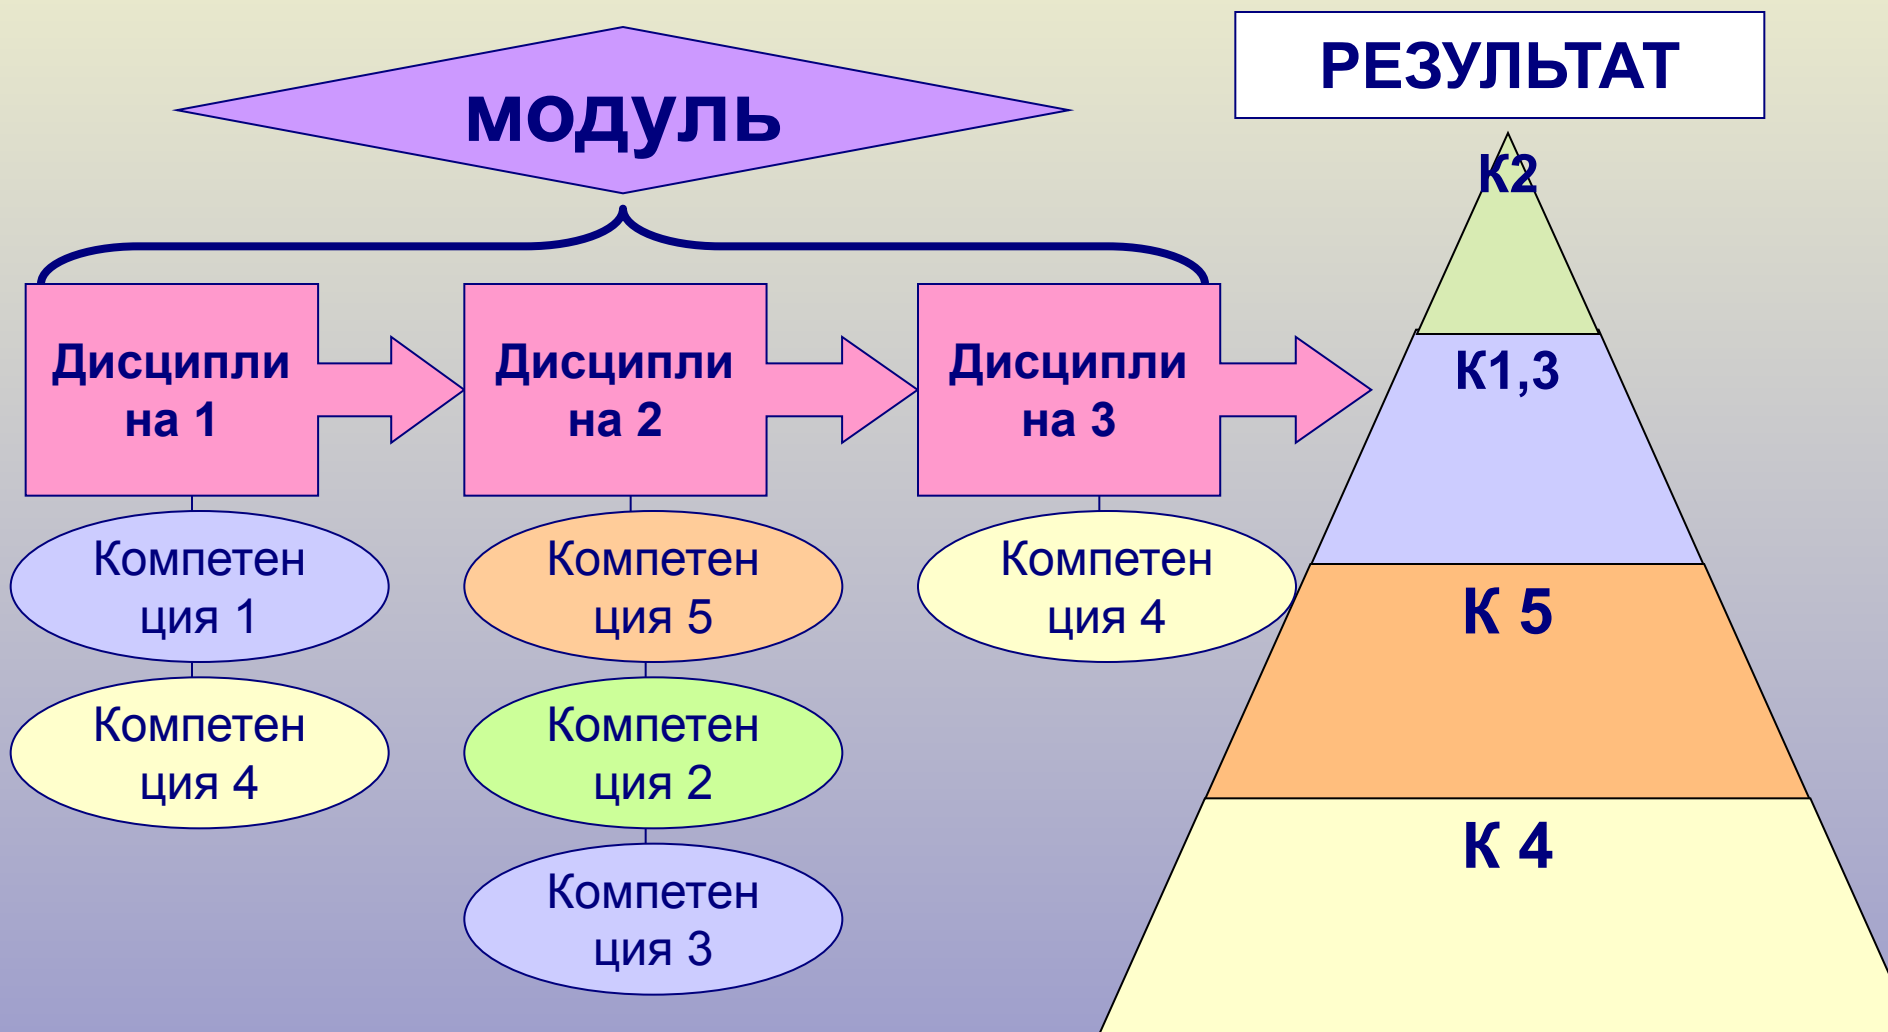 модуль
РЕЗУЛЬТАТ
Дисципли
на 1
Дисципли
на 2
Дисципли
на 3
Компетен
ция 1
Компетен
ция 4
Компетен
ция 5
Компетен
ция 2
Компетен
ция 3
Компетен
ция 4
К2
К1,3
К 5
К 4